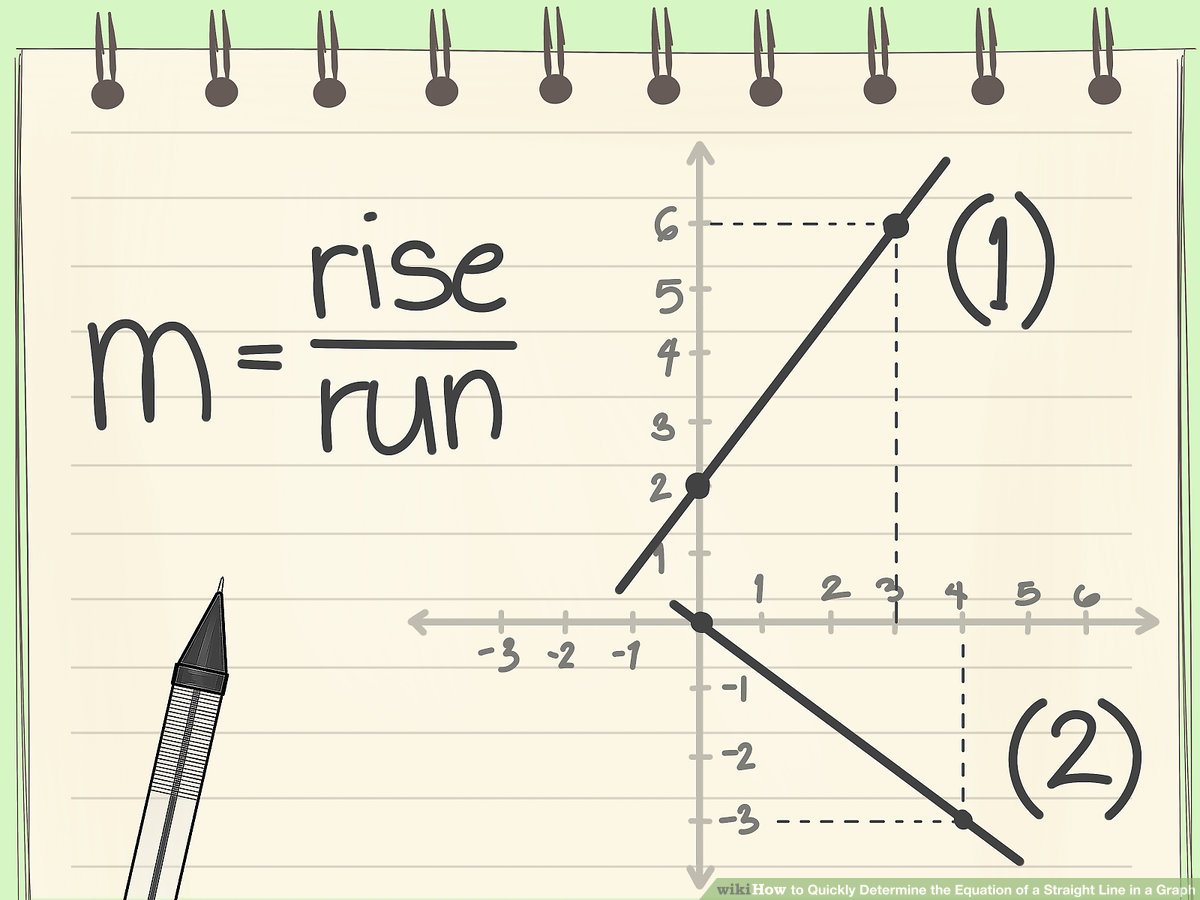 m = rise
run
(1)
6
5
4
3
2
1
1 2 3 4 5 6
-3 -2 -1
-1
-2
-3
(2)
wikiHow to Quickly Determine the Equation of a Straight Line in a Graph